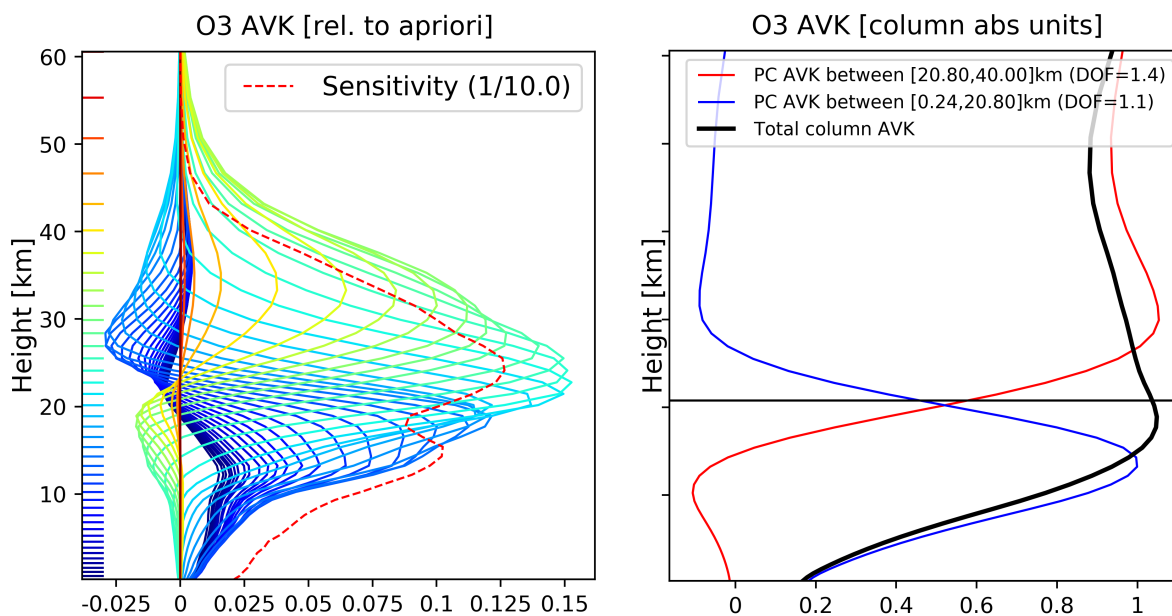 O3 AVK [rel. to apriori]
Height [km]
60
50
40
30
20
10
-0.025 0 0.025 0.05 0.075 0.1 0.125 0.15
Sensitivity (1/10.0)
O3 AVK [column abs units]
Height [km]
PC AVK between [20.80,40.00]km (DOF=1.4)
PC AVK between [0.24,20.80]km (DOF=1.1)
Total column AVK
0 0.2 0.4 0.6 0.8 1